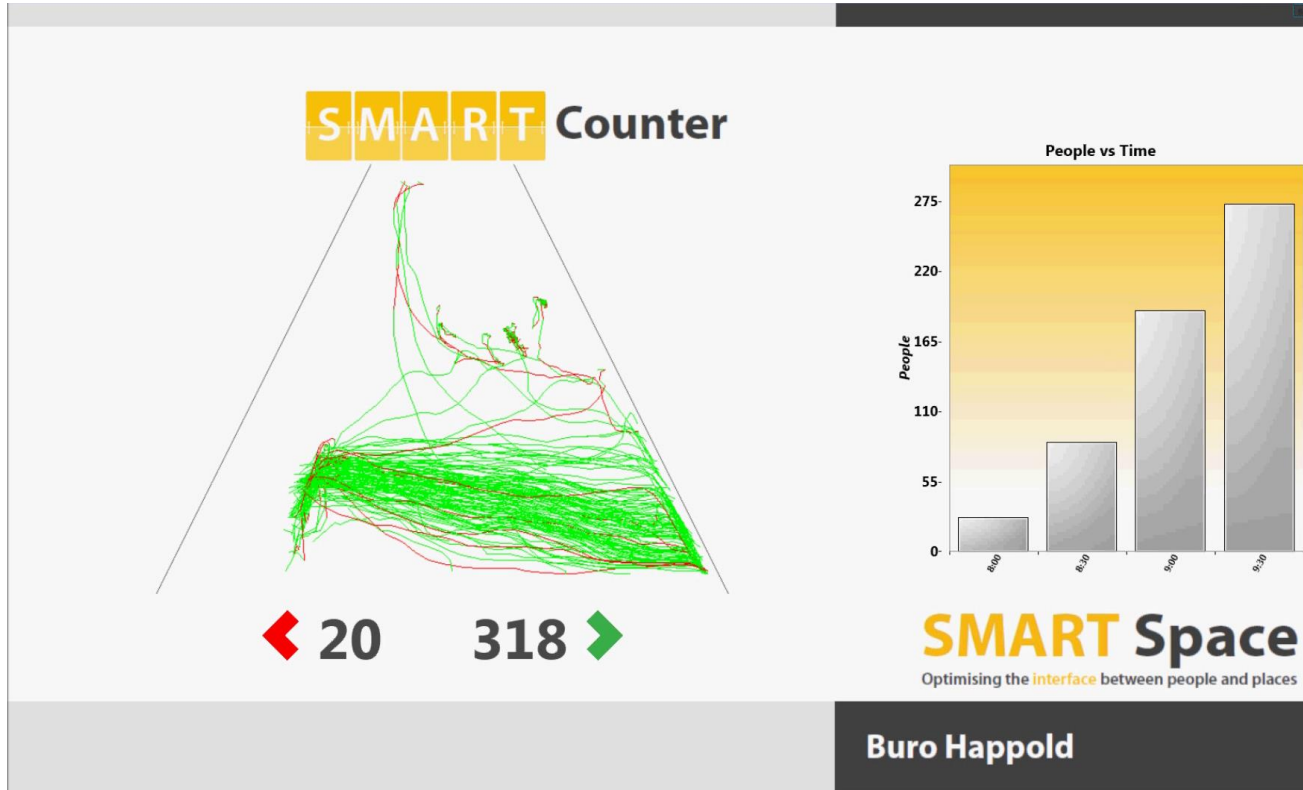 SMART Counter
People vs Time
275-
220-
165-
110-
55-
0-
People
8:00
8:30
9:00
9:30
20
318
SMART Space
Optimising the interface between people and places
Buro Happold